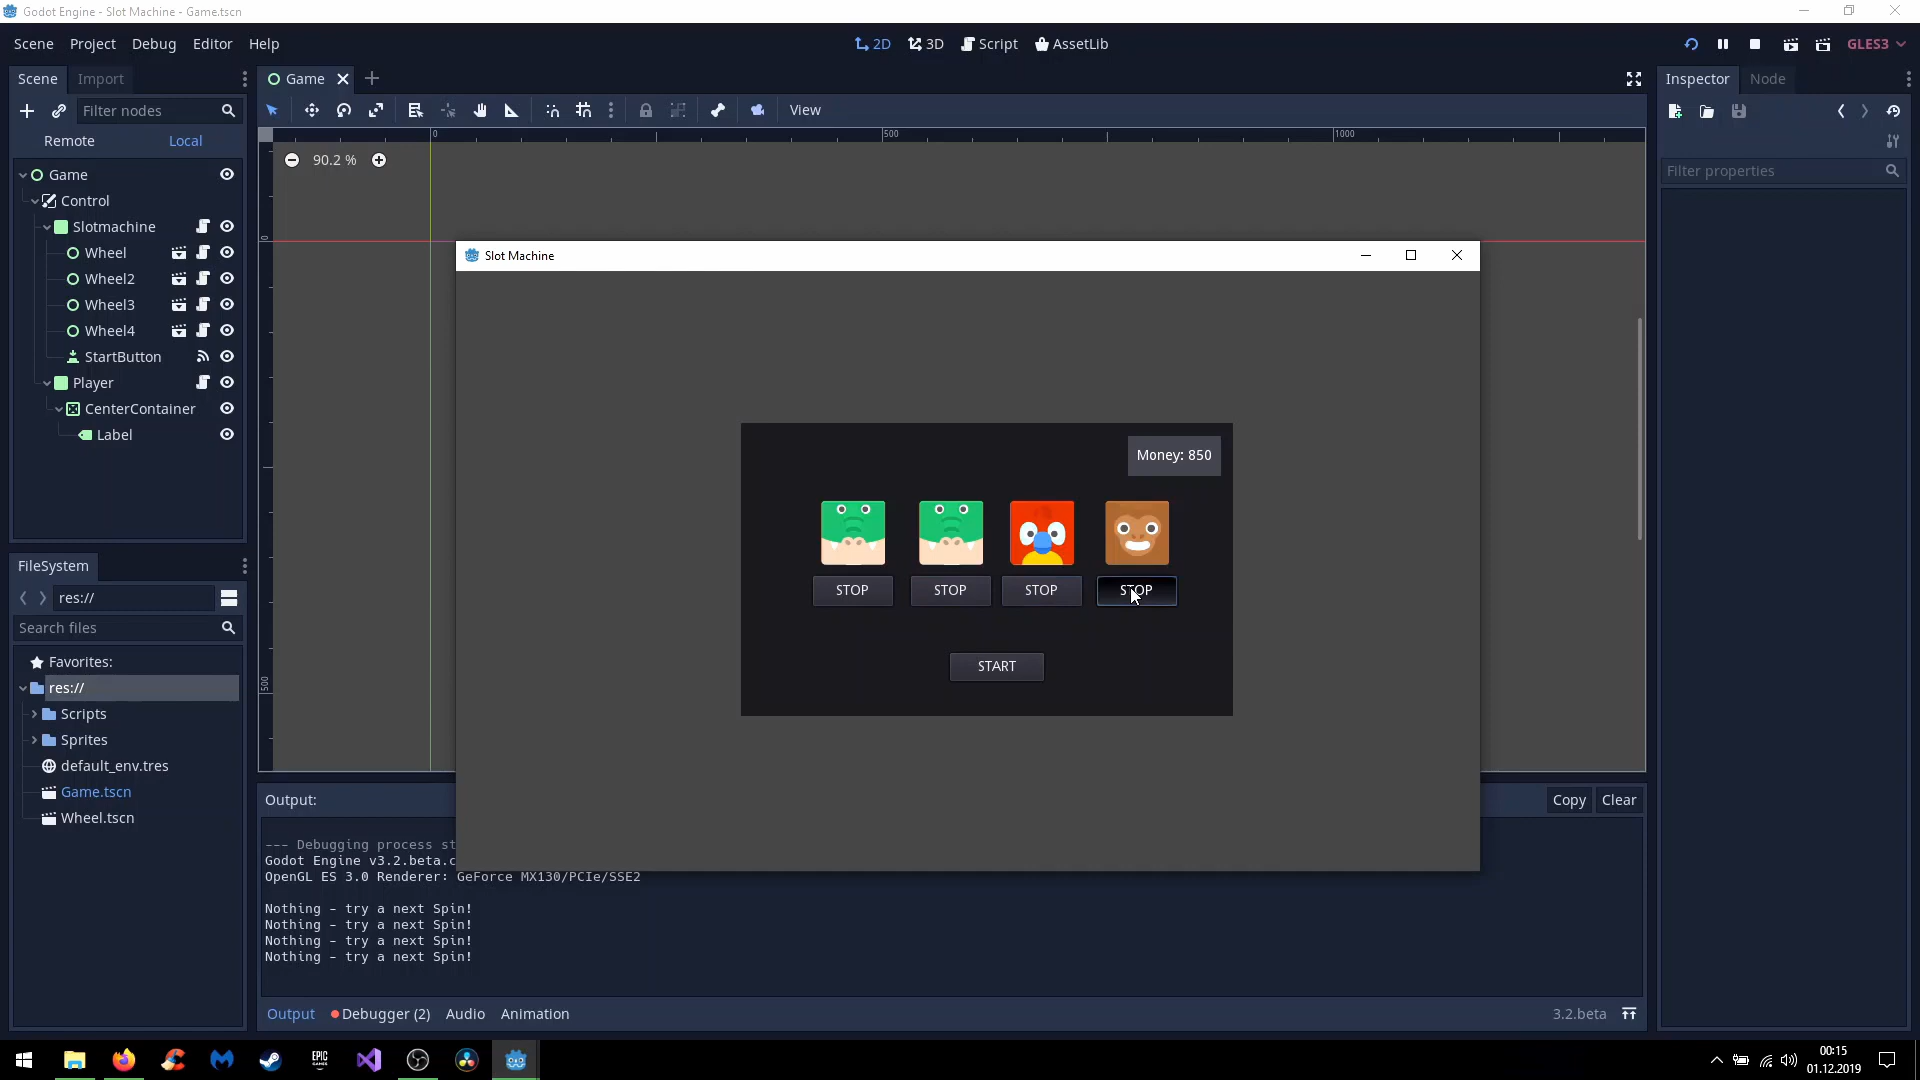 Godot Engine - Slot Machine - Game.tscn
Scene Project Debug Editor Help
2D 3D Script AssetLib
GLES3
Scene Import
Game
Inspector Node
Filter nodes
View
Remote Local
0 500 1000
90.2 %
Filter properties
Game
Control
Slotmachine
Wheel
Wheel2
Wheel3
Wheel4
StartButton
Player
CenterContainer
Label
0
500
Slot Machine
Money: 850
STOP STOP STOP STOP
START
FileSystem
res://
Search files
Favorites:
res://
Scripts
Sprites
default_env.tres
Game.tscn
Wheel.tscn
Output:
Copy Clear
--- Debugging process st
Godot Engine v3.2.beta.c
OpenGL ES 3.0 Renderer: GeForce MX130/PCIe/SSE2
Nothing - try a next Spin!
Nothing - try a next Spin!
Nothing - try a next Spin!
Nothing - try a next Spin!
Output Debugger (2) Audio Animation
3.2.beta
EPIC
GAMES
00:15
01.12.2019